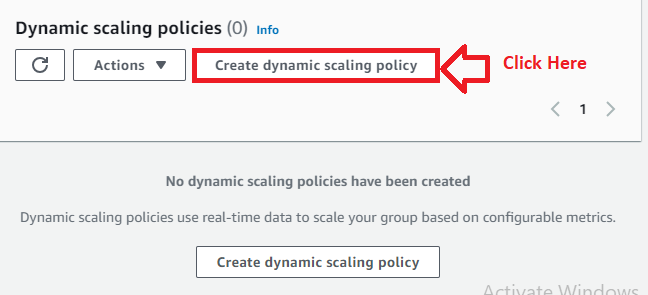 Dynamic scaling policies (0) Info
Actions Create dynamic scaling policy Click Here
1
No dynamic scaling policies have been created
Dynamic scaling policies use real-time data to scale your group based on configurable metrics.
Create dynamic scaling policy
Activate Windows